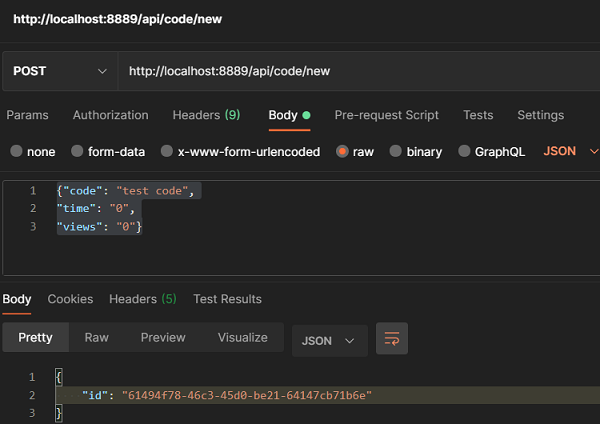 http://localhost:8889/api/code/new
POST http://localhost:8889/api/code/new
Params Authorization Headers (9) Body Pre-request Script Tests Settings
none form-data x-www-form-urlencoded raw binary GraphQL JSON
1 {"code": "test code",
2 "time": "0",
3 "views": "0"}
Body Cookies Headers (5) Test Results
Pretty Raw Preview Visualize JSON
1 {
2 "id": "61494f78-46c3-45d0-be21-64147cb71b6e"
3 }